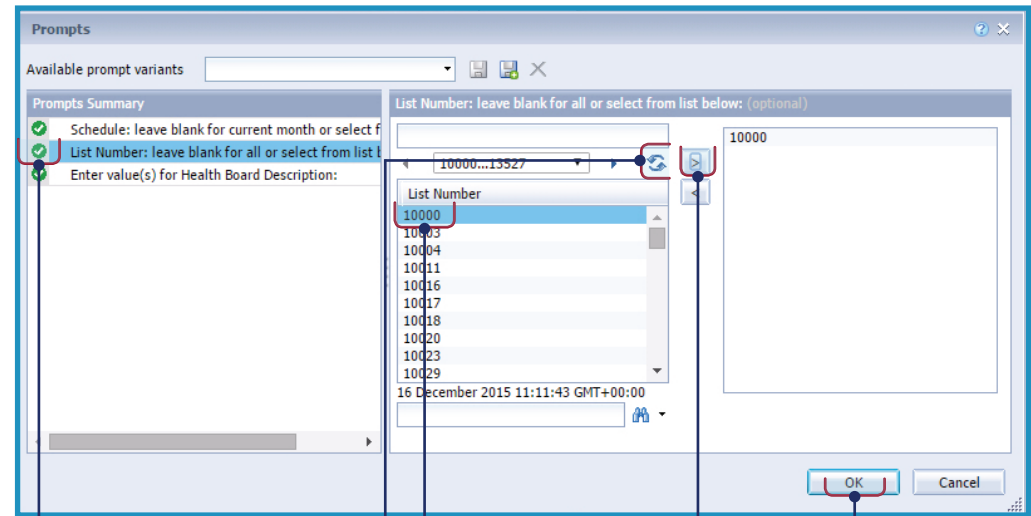 Prompts
Available prompt variants
Prompts Summary
Schedule: leave blank for current month or select f
List Number: leave blank for all or select from list b
Enter value(s) for Health Board Description:
List Number: leave blank for all or select from list below: (optional)
10000...13527
List Number
10000
10003
10004
10011
10016
10017
10018
10020
10023
10029
16 December 2015 11:11:43 GMT+00:00
>
<
10000
OK
Cancel